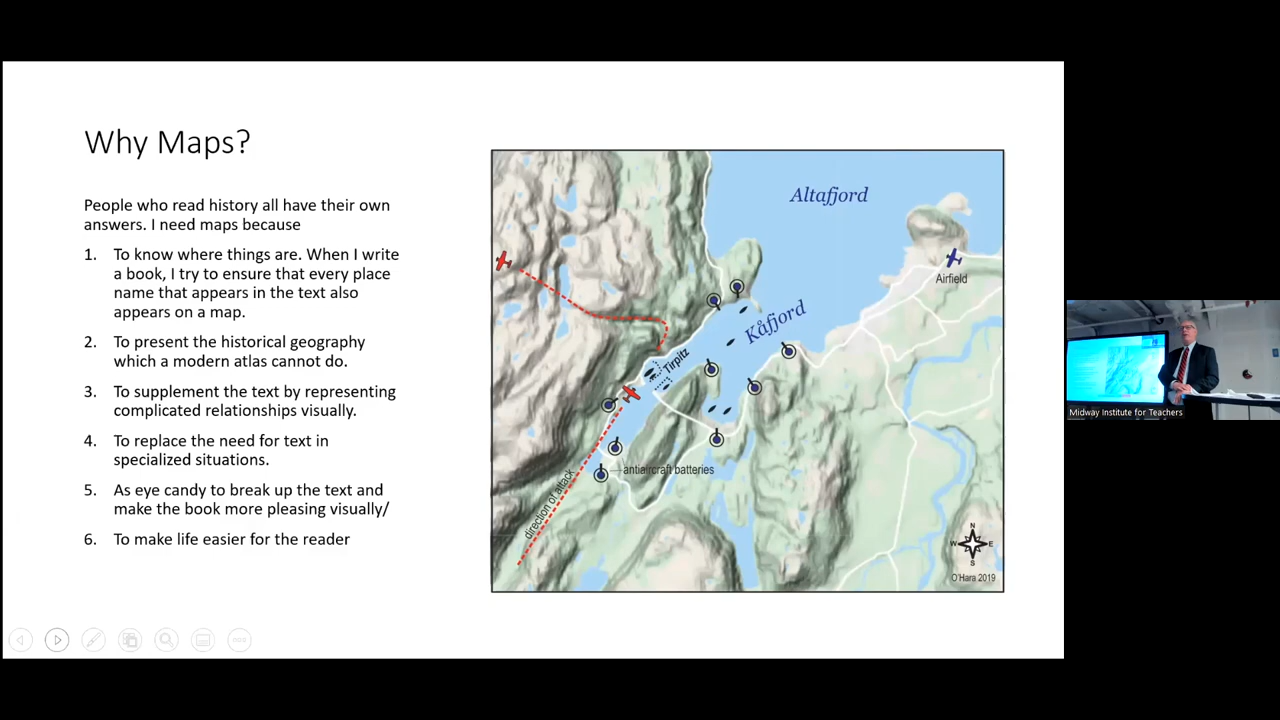 Why Maps?
People who read history all have their own
answers. I need maps because
1. To know where things are. When I write
a book, I try to ensure that every place
name that appears in the text also
appears on a map.
2. To present the historical geography
which a modern atlas cannot do.
3. To supplement the text by representing
complicated relationships visually.
4. To replace the need for text in
specialized situations.
5. As eye candy to break up the text and
make the book more pleasing visually/
6. To make life easier for the reader
Altafjord
Airfield
Kåfjord
Tirpitz
antiaircraft batteries
direction of attack
N
W E
S
O'Hara 2019
Midway Institute for Teachers